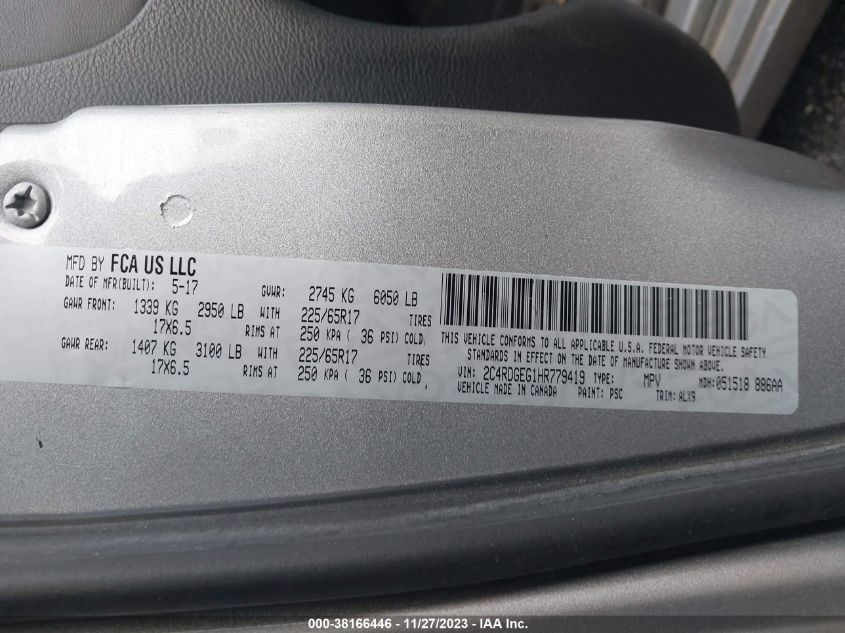 MFD BY FCA US LLC
DATE OF MFR(BUILT): 5-17 GVWR: 2745 KG 6050 LB
GAWR FRONT: 1339 KG 2950 LB WITH 225/65R17 TIRES
17X6.5 RIMS AT 250 KPA ( 36 PSI) COLD
GAWR REAR: 1407 KG 3100 LB WITH 225/65R17 TIRES
17X6.5 RIMS AT 250 KPA ( 36 PSI) COLD
THIS VEHICLE CONFORMS TO ALL APPLICABLE U.S.A. FEDERAL MOTOR VEHICLE SAFETY
STANDARDS IN EFFECT ON THE DATE OF MANUFACTURE SHOWN ABOVE.
VIN: 2C4RDGEG1HR779419 TYPE: MPV MDH:051518 886AA
VEHICLE MADE IN CANADA PAINT: PSC TRIM:ALX9
000-38166446 - 11/27/2023 - IAA Inc.